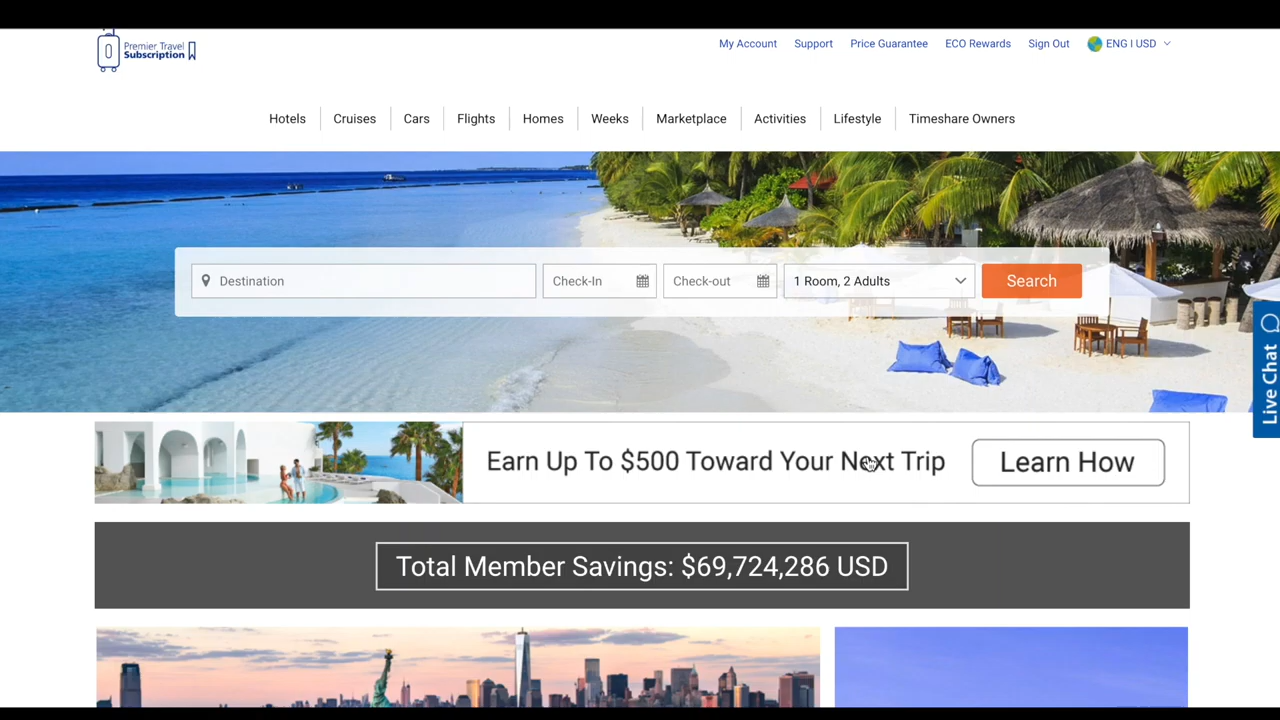 Premier Travel
Subscription
My Account Support Price Guarantee ECO Rewards Sign Out ENG | USD
Hotels Cruises Cars Flights Homes Weeks Marketplace Activities Lifestyle Timeshare Owners
Destination Check-In Check-out 1 Room, 2 Adults Search
Live Chat
Earn Up To $500 Toward Your Next Trip Learn How
Total Member Savings: $69,724,286 USD